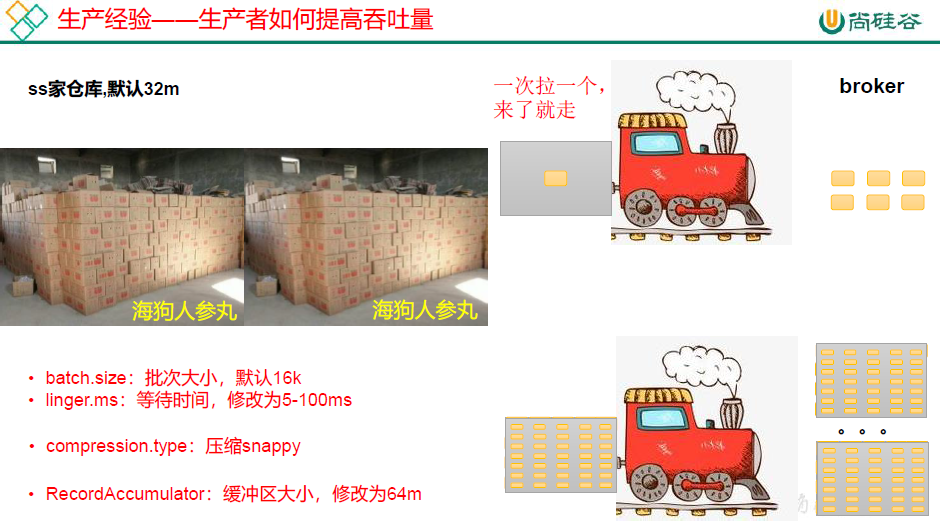 生产经验——生产者如何提高吞吐量
尚硅谷
ss家仓库,默认32m
一次拉一个，
来了就走
broker
海狗人参丸
海狗人参丸
• batch.size：批次大小，默认16k
• linger.ms：等待时间，修改为5-100ms
• compression.type：压缩snappy
• RecordAccumulator：缓冲区大小，修改为64m
。。。